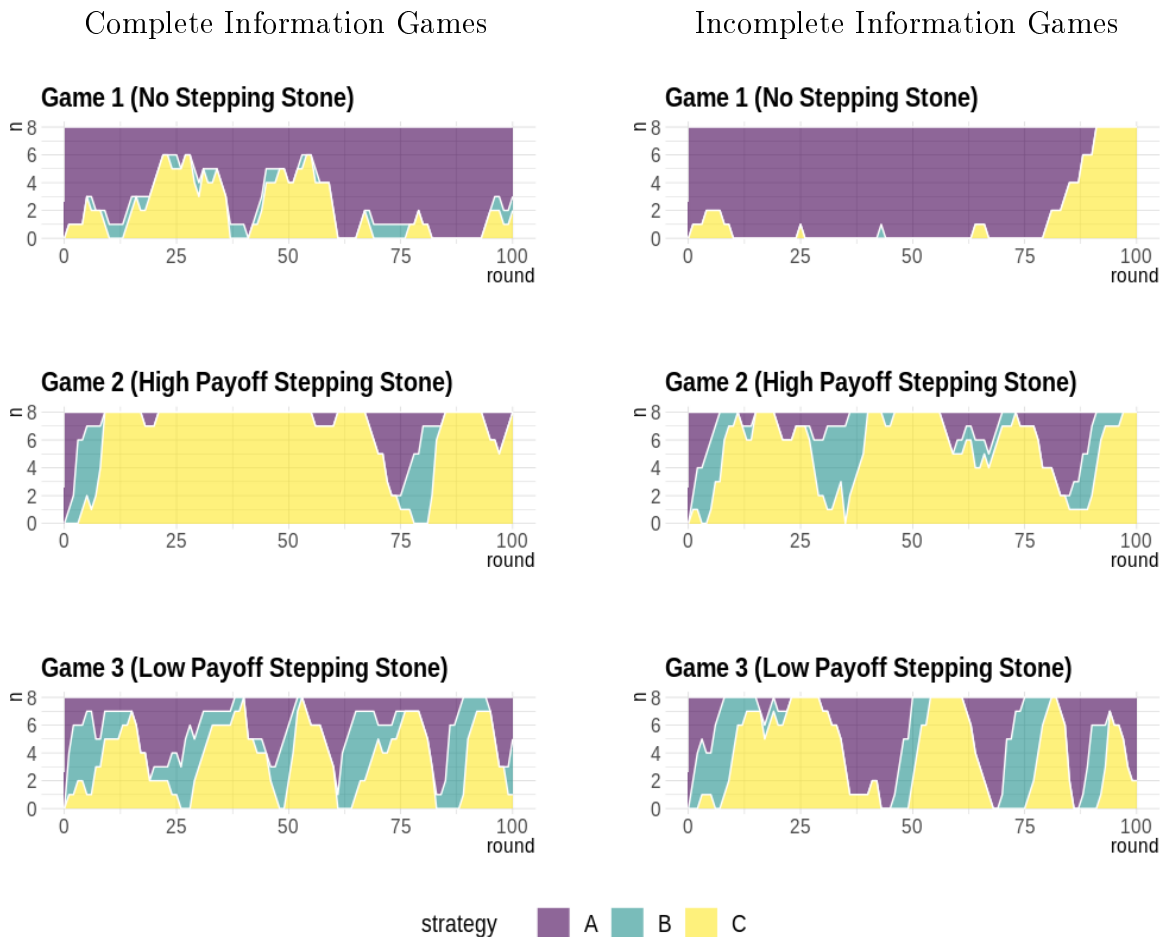 Complete Information Games
Incomplete Information Games
Game 1 (No Stepping Stone)
n
8
6
4
2
0
0 25 50 75 100
round
Game 1 (No Stepping Stone)
n
8
6
4
2
0
0 25 50 75 100
round
Game 2 (High Payoff Stepping Stone)
n
8
6
4
2
0
0 25 50 75 100
round
Game 2 (High Payoff Stepping Stone)
n
8
6
4
2
0
0 25 50 75 100
round
Game 3 (Low Payoff Stepping Stone)
n
8
6
4
2
0
0 25 50 75 100
round
Game 3 (Low Payoff Stepping Stone)
n
8
6
4
2
0
0 25 50 75 100
round
strategy A B C